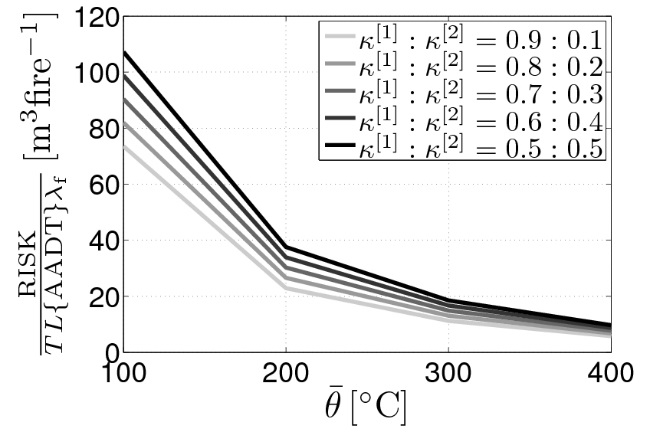 120
100
80
60
40
20
0
100
200
300
400
RISK
TL{AADT}λ_f
[m³fire⁻¹]
κ^[1] : κ^[2] = 0.9 : 0.1
κ^[1] : κ^[2] = 0.8 : 0.2
κ^[1] : κ^[2] = 0.7 : 0.3
κ^[1] : κ^[2] = 0.6 : 0.4
κ^[1] : κ^[2] = 0.5 : 0.5
θ̄ [°C]